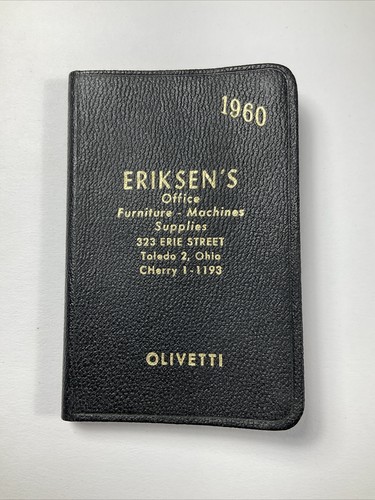 1960
ERIKSEN'S
Office
Furniture - Machines
Supplies
323 ERIE STREET
Toledo 2, Ohio
CHerry 1-1193
OLIVETTI